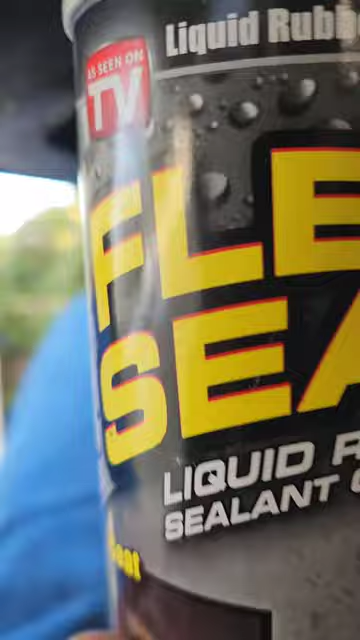 Liquid Rubb
AS SEEN ON
TV
FLE
SEA
LIQUID R
SEALANT